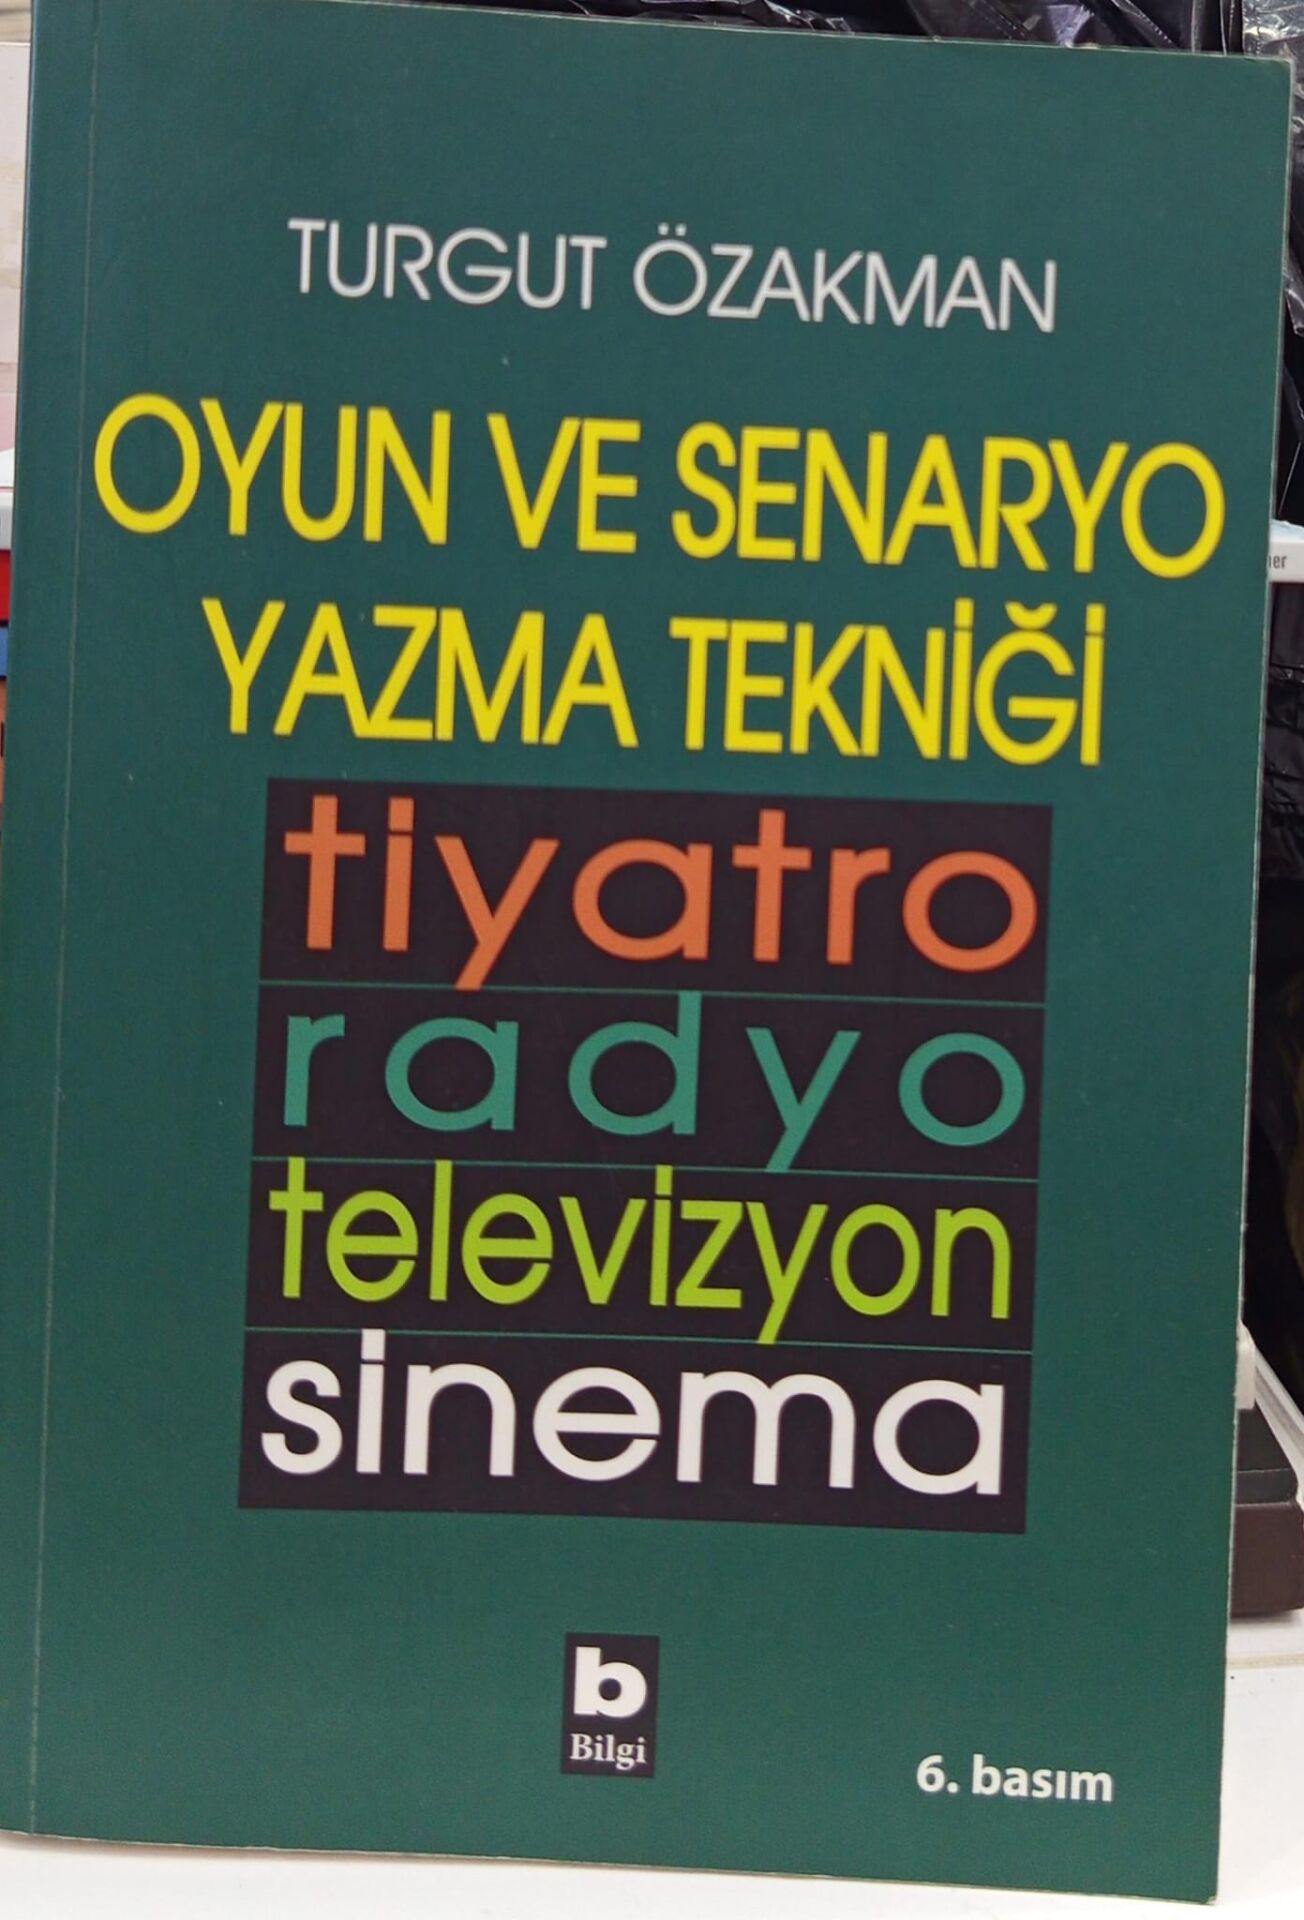 TURGUT ÖZAKMAN
OYUN VE SENARYO
YAZMA TEKNİĞİ
tiyatro
radyo
televizyon
sinema
b
Bilgi
6. basım